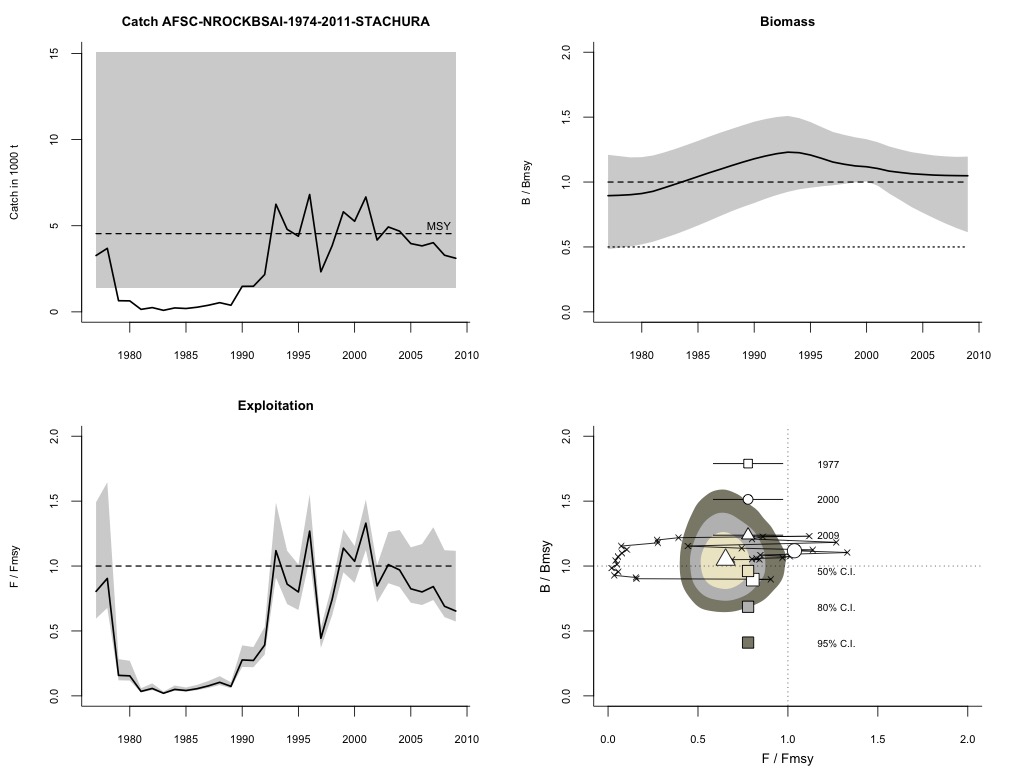 Catch AFSC-NROCKBSAI-1974-2011-STACHURA
Catch in 1000 t
15
10
5
0
MSY
1980 1985 1990 1995 2000 2005 2010
Biomass
B / Bmsy
2.0
1.5
1.0
0.5
0.0
1980 1985 1990 1995 2000 2005 2010
Exploitation
F / Fmsy
2.0
1.5
1.0
0.5
0.0
1980 1985 1990 1995 2000 2005 2010
B / Bmsy
2.0
1.5
1.0
0.5
0.0
1977
2000
2009
50% C.I.
80% C.I.
95% C.I.
0.0 0.5 1.0 1.5 2.0
F / Fmsy